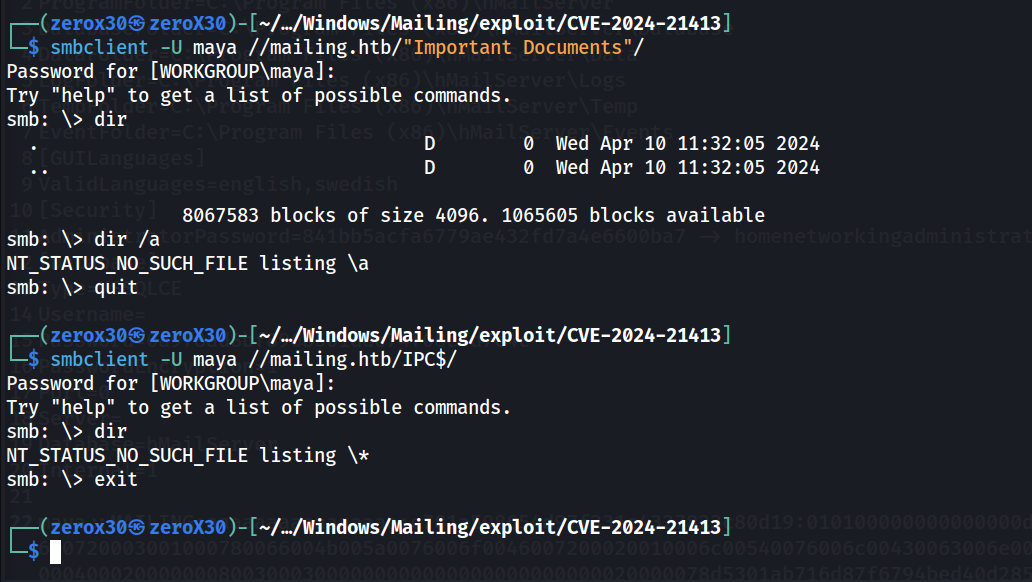 ┌──(zerox30㉿zeroX30)-[~/…/Windows/Mailing/exploit/CVE-2024-21413]
└─$ smbclient -U maya //mailing.htb/"Important Documents"/
Password for [WORKGROUP\maya]:
Try "help" to get a list of possible commands.
smb: \> dir
. D 0 Wed Apr 10 11:32:05 2024
.. D 0 Wed Apr 10 11:32:05 2024
8067583 blocks of size 4096. 1065605 blocks available
smb: \> dir /a
NT_STATUS_NO_SUCH_FILE listing \a
smb: \> quit
┌──(zerox30㉿zeroX30)-[~/…/Windows/Mailing/exploit/CVE-2024-21413]
└─$ smbclient -U maya //mailing.htb/IPC$/
Password for [WORKGROUP\maya]:
Try "help" to get a list of possible commands.
smb: \> dir
NT_STATUS_NO_SUCH_FILE listing \*
smb: \> exit
┌──(zerox30㉿zeroX30)-[~/…/Windows/Mailing/exploit/CVE-2024-21413]
└─$